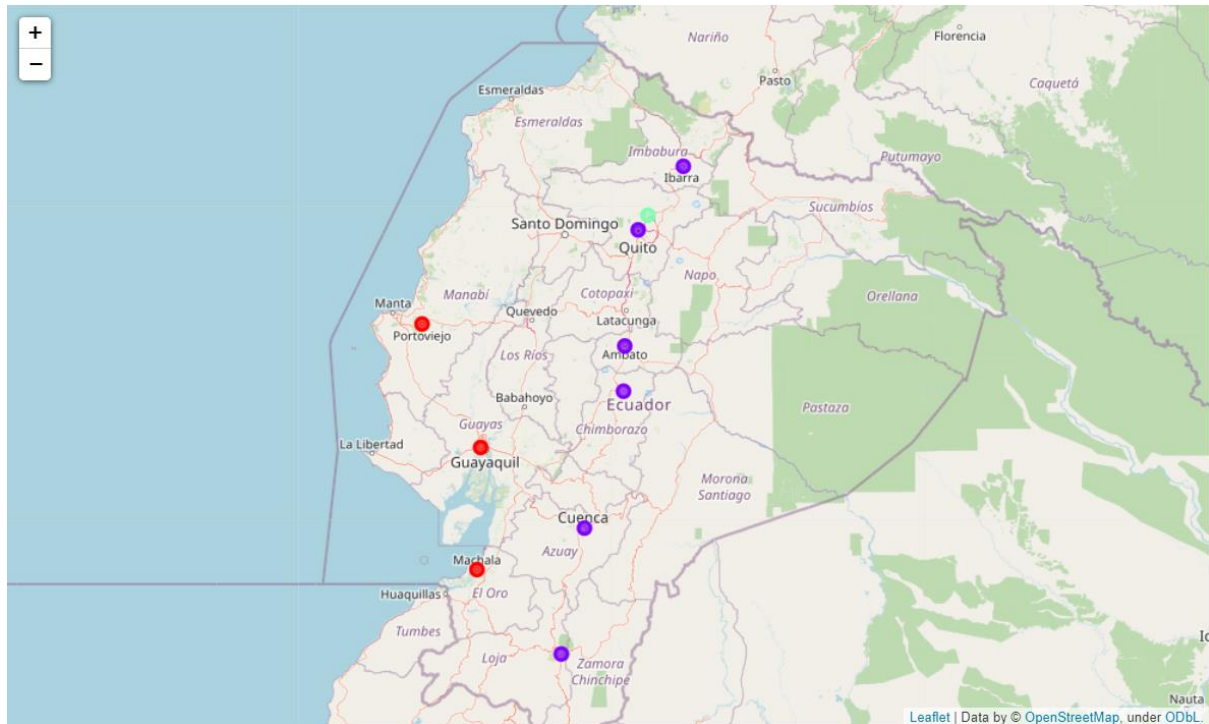 +
−
Nariño
Florencia
Pasto
Caquetá
Esmeraldas
Esmeraldas
Imbabura
Putumayo
Ibarra
Sucumbíos
Santo Domingo
Quito
Napo
Cotopaxi
Orellana
Manabí
Manta
Quevedo
Latacunga
Portoviejo
Los Ríos
Ambato
Babahoyo
Ecuador
Pastaza
Guayas
Chimborazo
La Libertad
Guayaquil
Morona
Santiago
Cuenca
Azuay
Machala
Huaquillas
El Oro
Tumbes
Loja
Zamora
Chinchipe
Nauta
Leaflet | Data by © OpenStreetMap, under ODbL.